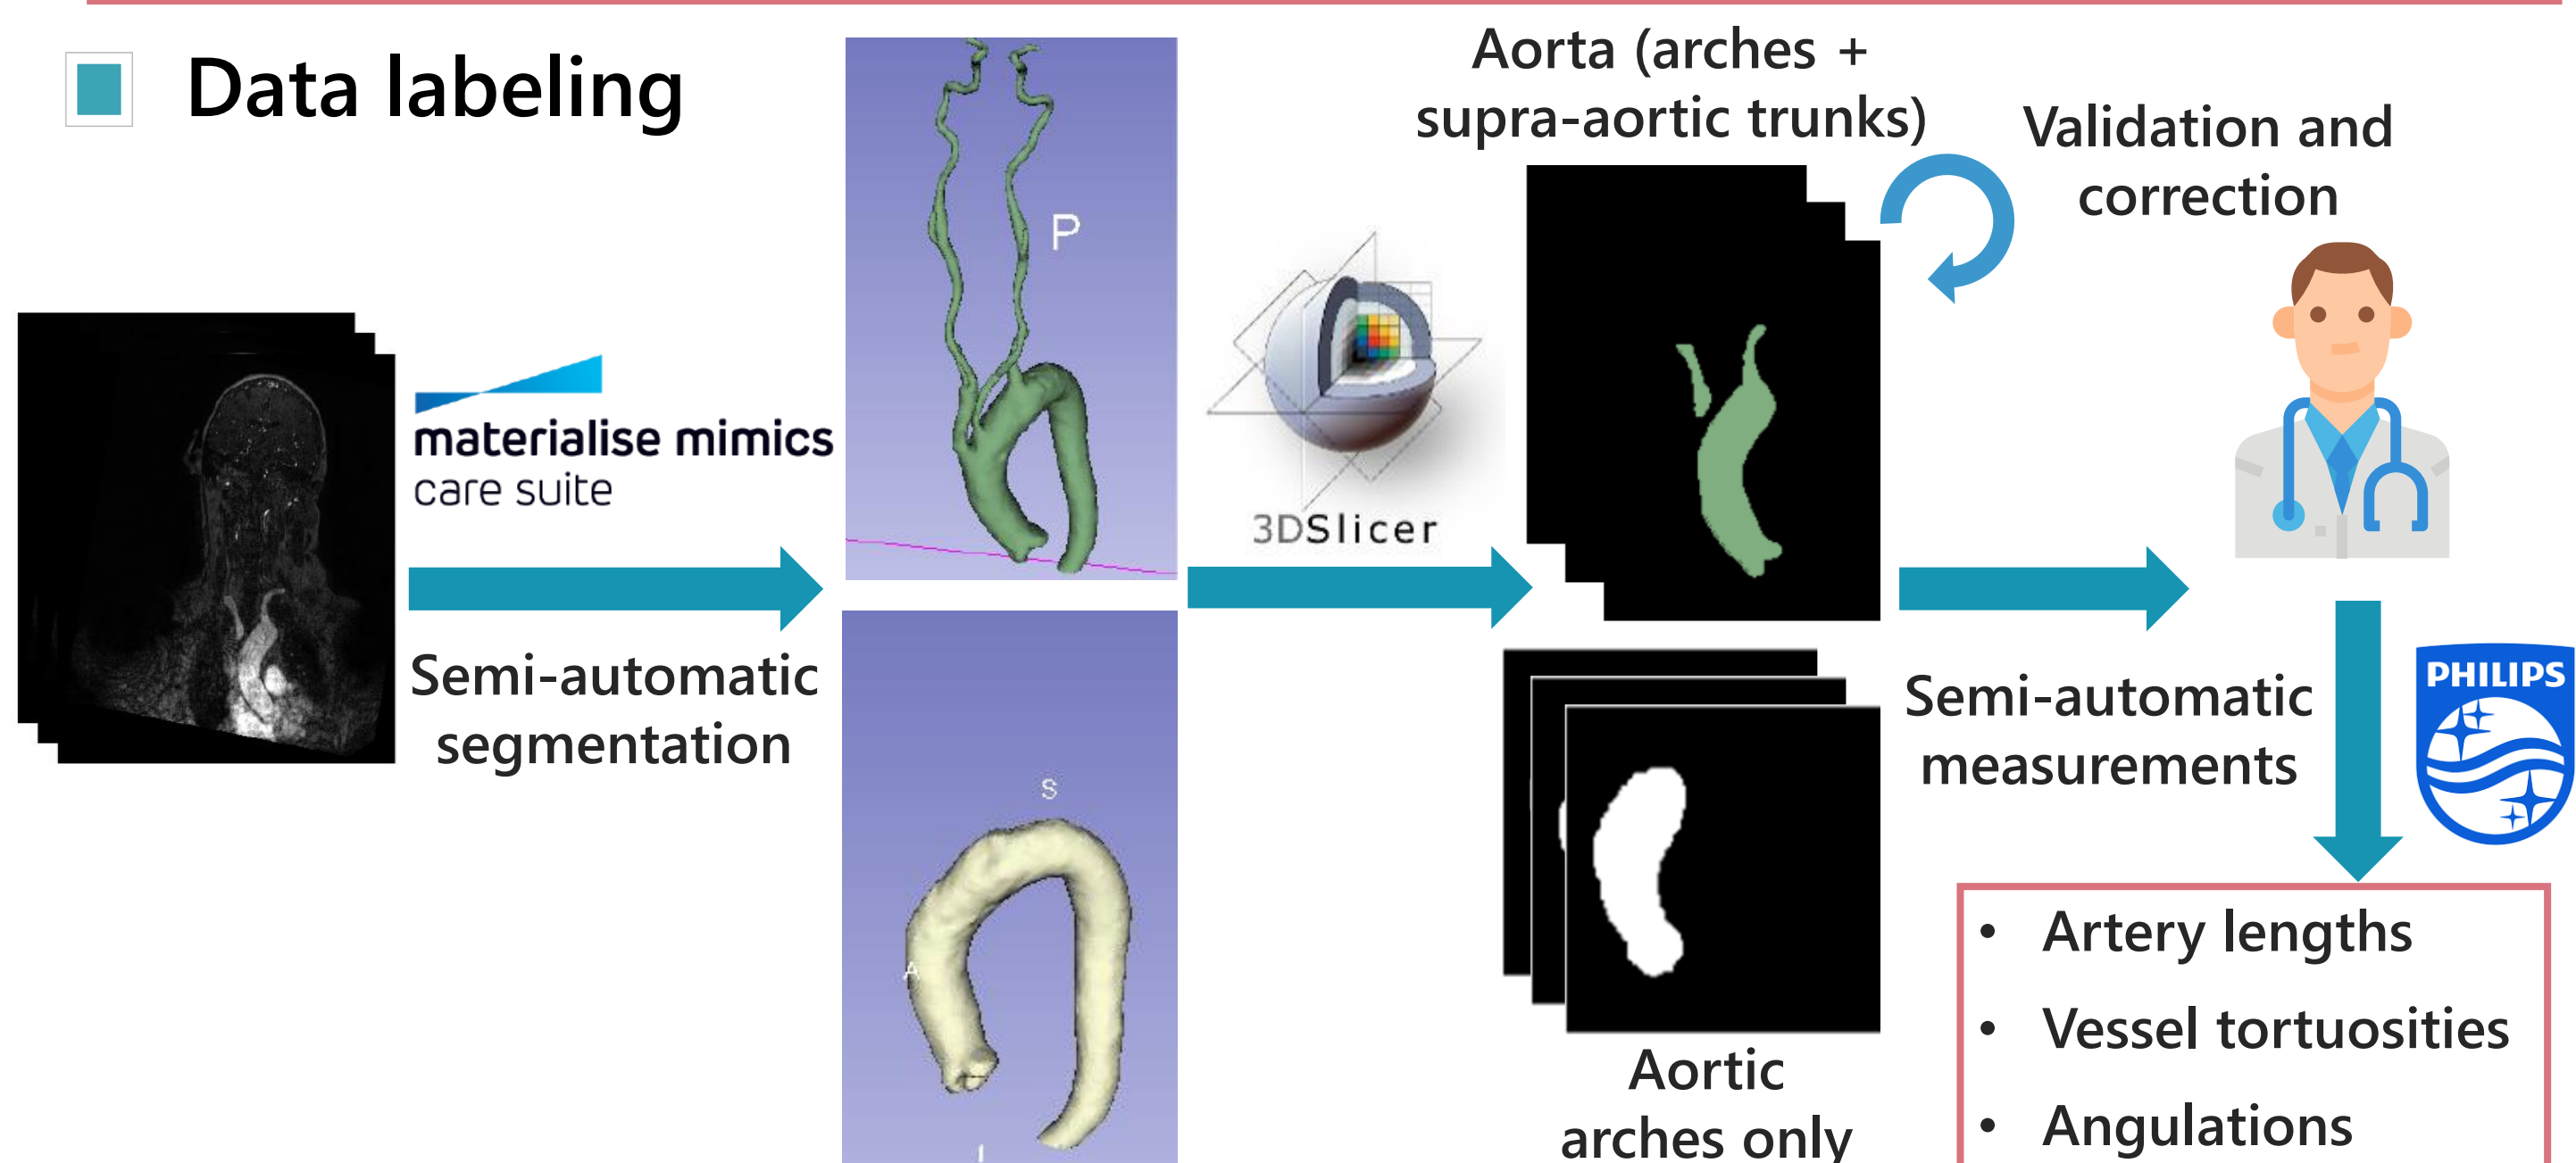 Data labeling
materialise mimics
care suite
Semi-automatic
segmentation
P
S
A
3DSlicer
Aorta (arches +
supra-aortic trunks)
Aortic
arches only
Validation and
correction
Semi-automatic
measurements
PHILIPS
• Artery lengths
• Vessel tortuosities
• Angulations